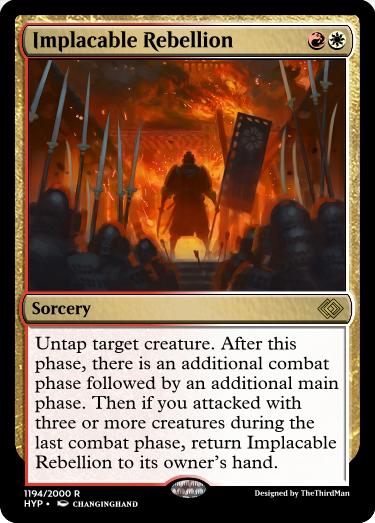 Implacable Rebellion
Sorcery
Untap target creature. After this
phase, there is an additional combat
phase followed by an additional main
phase. Then if you attacked with
three or more creatures during the
last combat phase, return Implacable
Rebellion to its owner's hand.
1194/2000 R
Designed by TheThirdMan
HYP • CHANGINGHAND